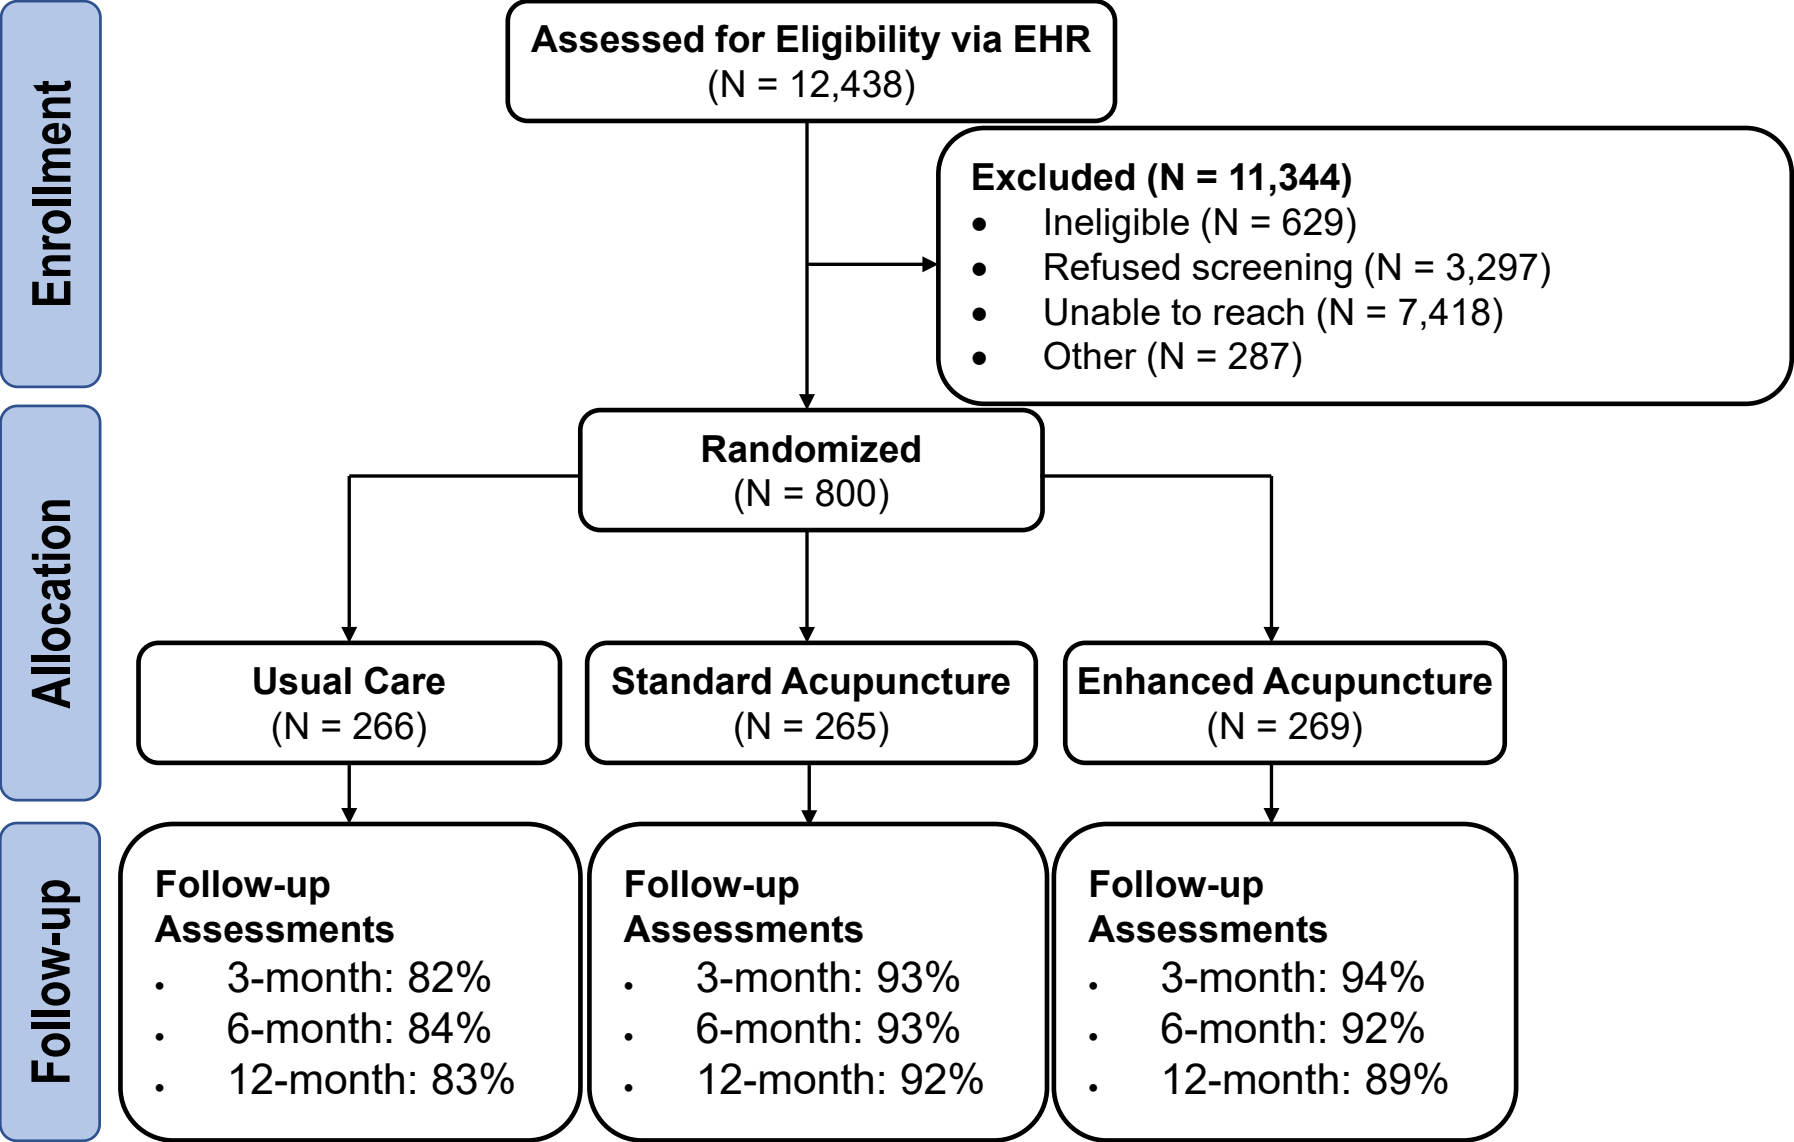 Enrollment
Assessed for Eligibility via EHR
(N = 12,438)
Excluded (N = 11,344)
• Ineligible (N = 629)
• Refused screening (N = 3,297)
• Unable to reach (N = 7,418)
• Other (N = 287)
Allocation
Randomized
(N = 800)
Usual Care
(N = 266)
Standard Acupuncture
(N = 265)
Enhanced Acupuncture
(N = 269)
Follow-up
Follow-up
Assessments
• 3-month: 82%
• 6-month: 84%
• 12-month: 83%
Follow-up
Assessments
• 3-month: 93%
• 6-month: 93%
• 12-month: 92%
Follow-up
Assessments
• 3-month: 94%
• 6-month: 92%
• 12-month: 89%